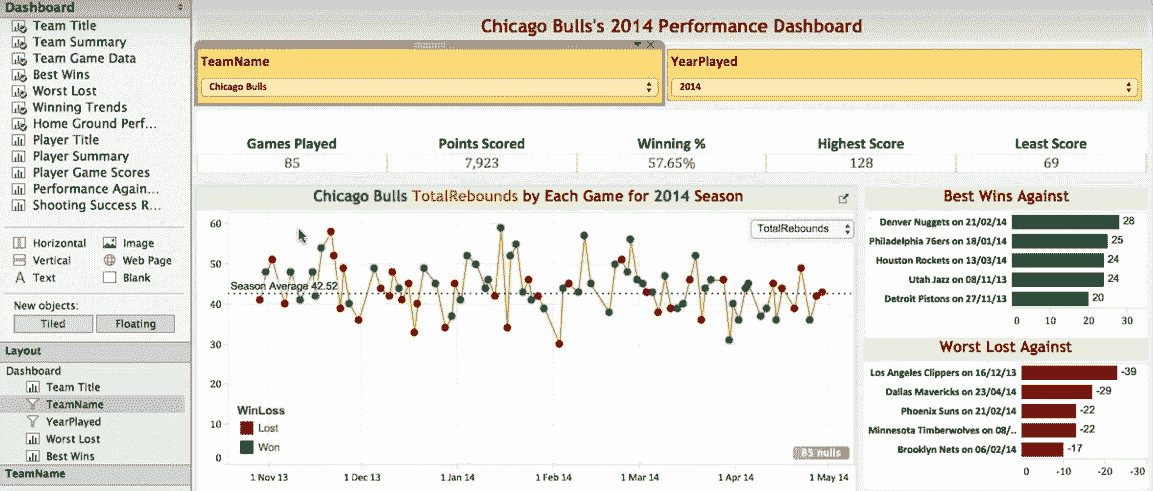 Dashboard
Team Title
Team Summary
Team Game Data
Best Wins
Worst Lost
Winning Trends
Home Ground Perf...
Player Title
Player Summary
Player Game Scores
Performance Again...
Shooting Success R...
Horizontal Image
Vertical Web Page
A Text Blank
New objects:
Tiled Floating
Layout
Dashboard
Team Title
TeamName
YearPlayed
Worst Lost
Best Wins
TeamName
Chicago Bulls's 2014 Performance Dashboard
TeamName YearPlayed
Chicago Bulls 2014
Games Played Points Scored Winning % Highest Score Least Score
85 7,923 57.65% 128 69
Chicago Bulls TotalRebounds by Each Game for 2014 Season
TotalRebounds
60
50
Season Average 42.52
40
30
20
10
0
WinLoss
Lost
Won
85 nulls
1 Nov 13 1 Dec 13 1 Jan 14 1 Feb 14 1 Mar 14 1 Apr 14 1 May 14
Best Wins Against
Denver Nuggets on 21/02/14 28
Philadelphia 76ers on 18/01/14 25
Houston Rockets on 13/03/14 24
Utah Jazz on 08/11/13 24
Detroit Pistons on 27/11/13 20
0 10 20 30
Worst Lost Against
Los Angeles Clippers on 16/12/13 -39
Dallas Mavericks on 23/04/14 -29
Phoenix Suns on 21/02/14 -22
Minnesota Timberwolves on 08/.. -22
Brooklyn Nets on 06/02/14 -17
0 -10 -20 -30